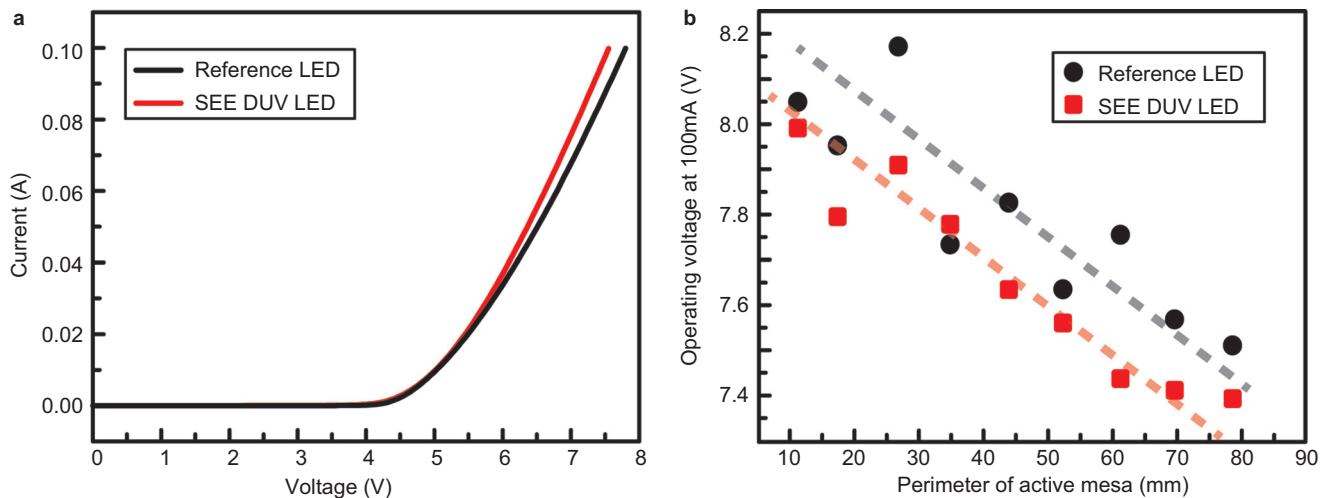 a
0.10
0.08
0.06
0.04
0.02
0.00
Current (A)
Reference LED
SEE DUV LED
0 1 2 3 4 5 6 7 8
Voltage (V)
b
8.2
8.0
7.8
7.6
7.4
Operating voltage at 100mA (V)
Reference LED
SEE DUV LED
10 20 30 40 50 60 70 80 90
Perimeter of active mesa (mm)